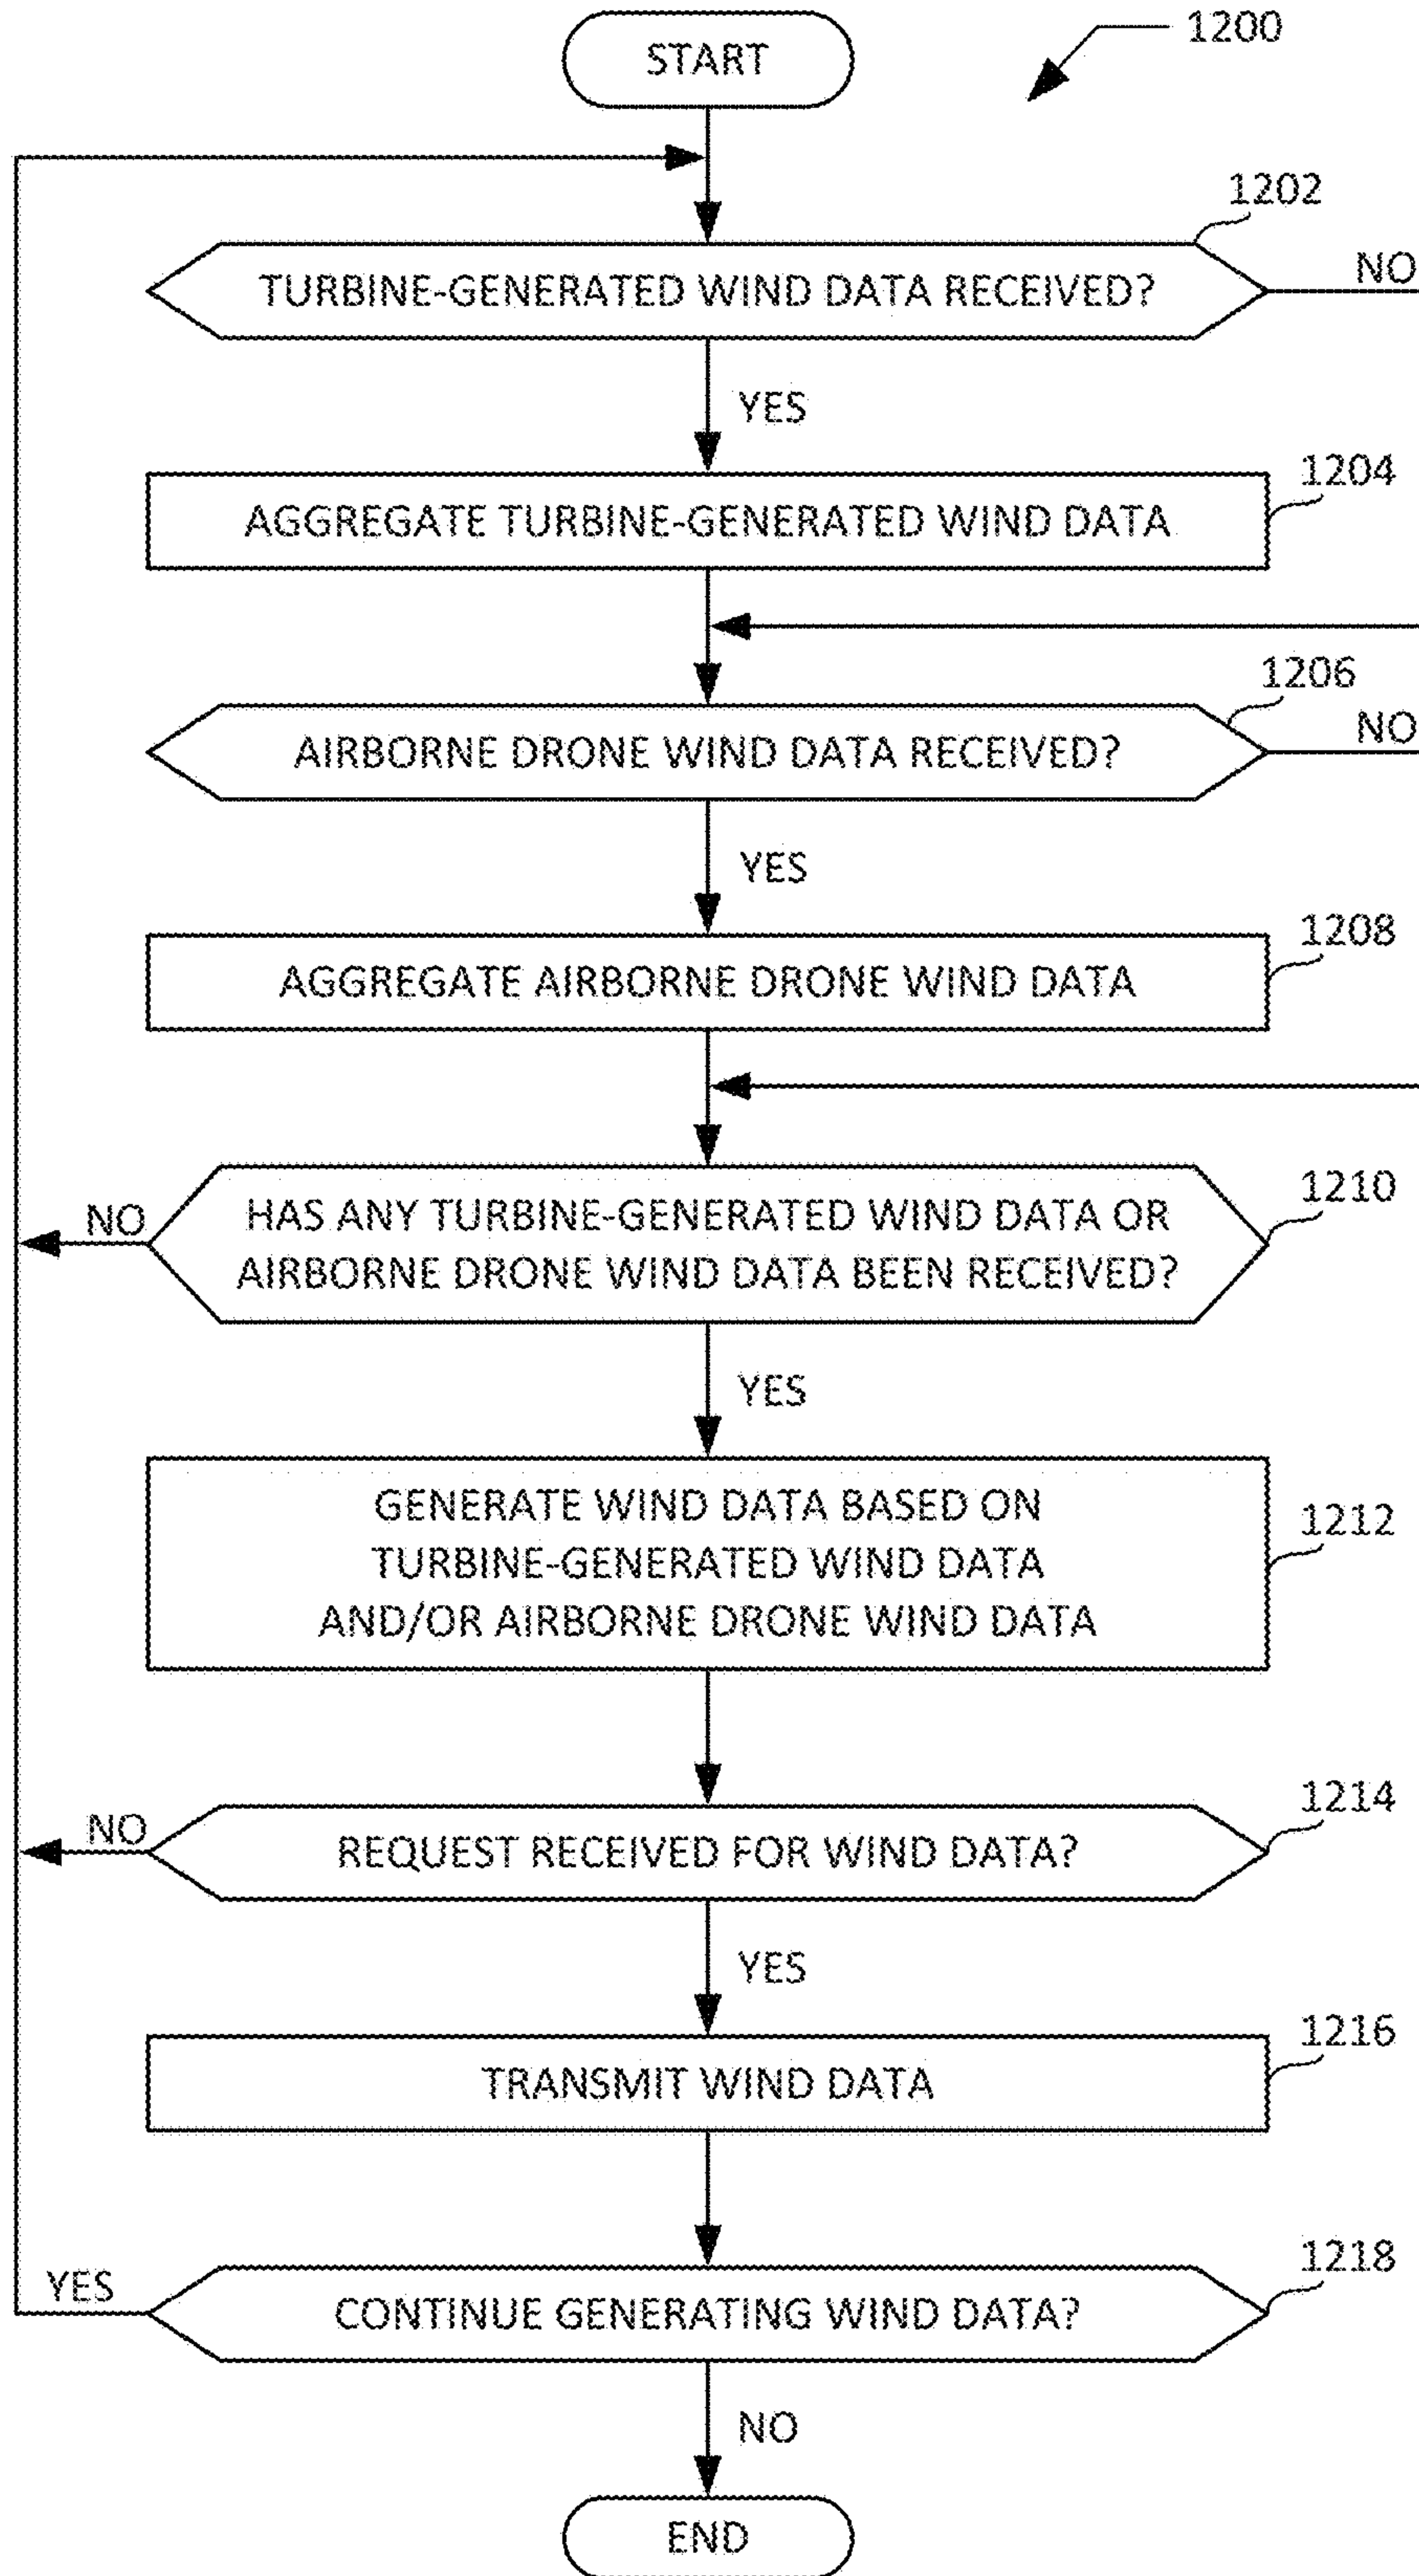 START
1200
1202
TURBINE-GENERATED WIND DATA RECEIVED?
NO
YES
1204
AGGREGATE TURBINE-GENERATED WIND DATA
1206
AIRBORNE DRONE WIND DATA RECEIVED?
NO
YES
1208
AGGREGATE AIRBORNE DRONE WIND DATA
1210
NO
HAS ANY TURBINE-GENERATED WIND DATA OR
AIRBORNE DRONE WIND DATA BEEN RECEIVED?
YES
GENERATE WIND DATA BASED ON
1212
TURBINE-GENERATED WIND DATA
AND/OR AIRBORNE DRONE WIND DATA
1214
NO
REQUEST RECEIVED FOR WIND DATA?
YES
1216
TRANSMIT WIND DATA
1218
YES
CONTINUE GENERATING WIND DATA?
NO
END